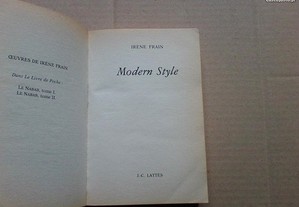 ŒUVRES DE IRÈNE FRAIN
Dans Le Livre de Poche :
LE NABAB, TOME I.
LE NABAB, TOME II.
IRÈNE FRAIN
Modern Style
J.-C. LATTÈS